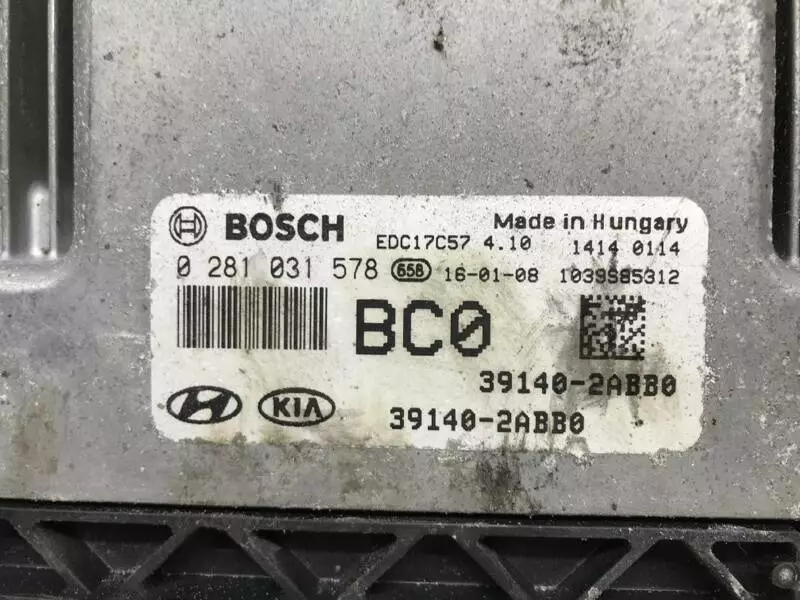 BOSCH
Made in Hungary
EDC17C57 4.10
1414 0114
0 281 031 578
658
16-01-08
1039S85312
BC0
39140-2ABB0
KIA
39140-2ABB0